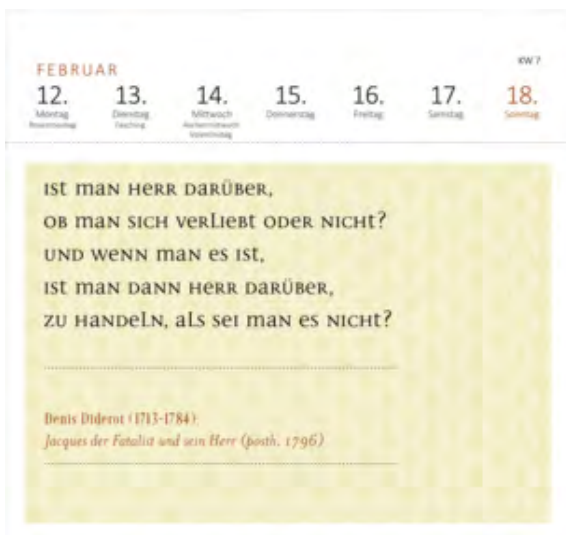 KW 7
FEBRUAR
12. 13. 14. 15. 16. 17. 18.
Montag Dienstag Mittwoch Donnerstag Freitag Samstag Sonntag
Rosenmontag Fasching Aschermittwoch
Valentinstag
Ist man Herr darüber,
ob man sich verliebt oder nicht?
Und wenn man es ist,
ist man dann Herr darüber,
zu handeln, als sei man es nicht?
Denis Diderot (1713-1784)
Jacques der Fatalist und sein Herr (posth. 1796)